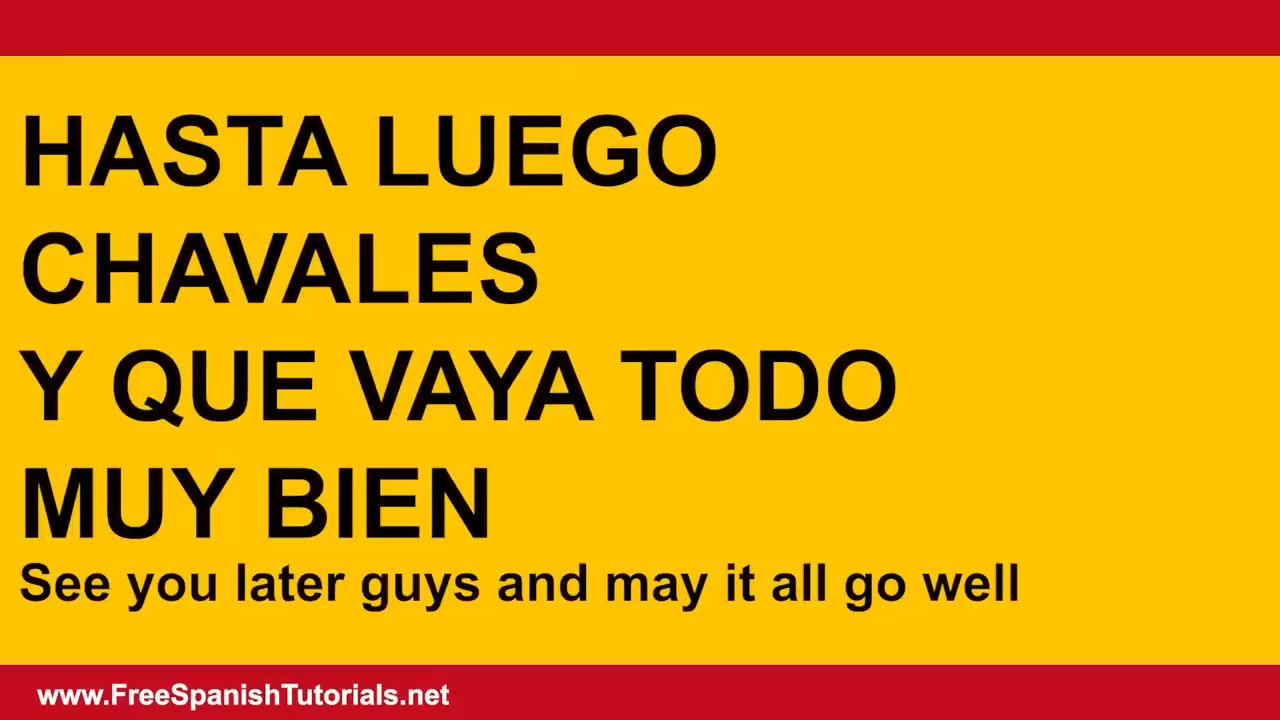 HASTA LUEGO
CHAVALES
Y QUE VAYA TODO
MUY BIEN
See you later guys and may it all go well
www.FreeSpanishTutorials.net